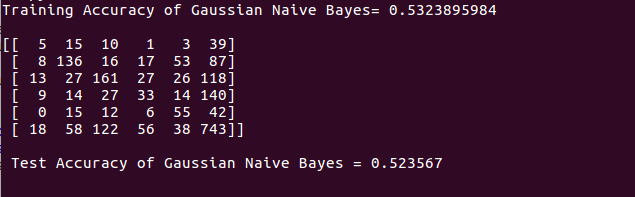 Training Accuracy of Gaussian Naive Bayes= 0.5323895984
[[  5  15  10   1   3  39]
[  8 136  16  17  53  87]
[ 13  27 161  27  26 118]
[  9  14  27  33  14 140]
[  0  15  12   6  55  42]
[ 18  58 122  56  38 743]]
Test Accuracy of Gaussian Naive Bayes = 0.523567